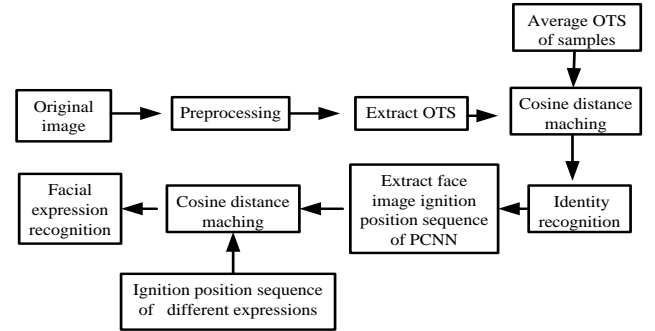 Average OTS
of samples
Original
image
Preprocessing
Extract OTS
Cosine distance
maching
Facial
expression
recognition
Cosine distance
maching
Extract face
image ignition
position sequence
of PCNN
Identity
recognition
Ignition position sequence
of different expressions